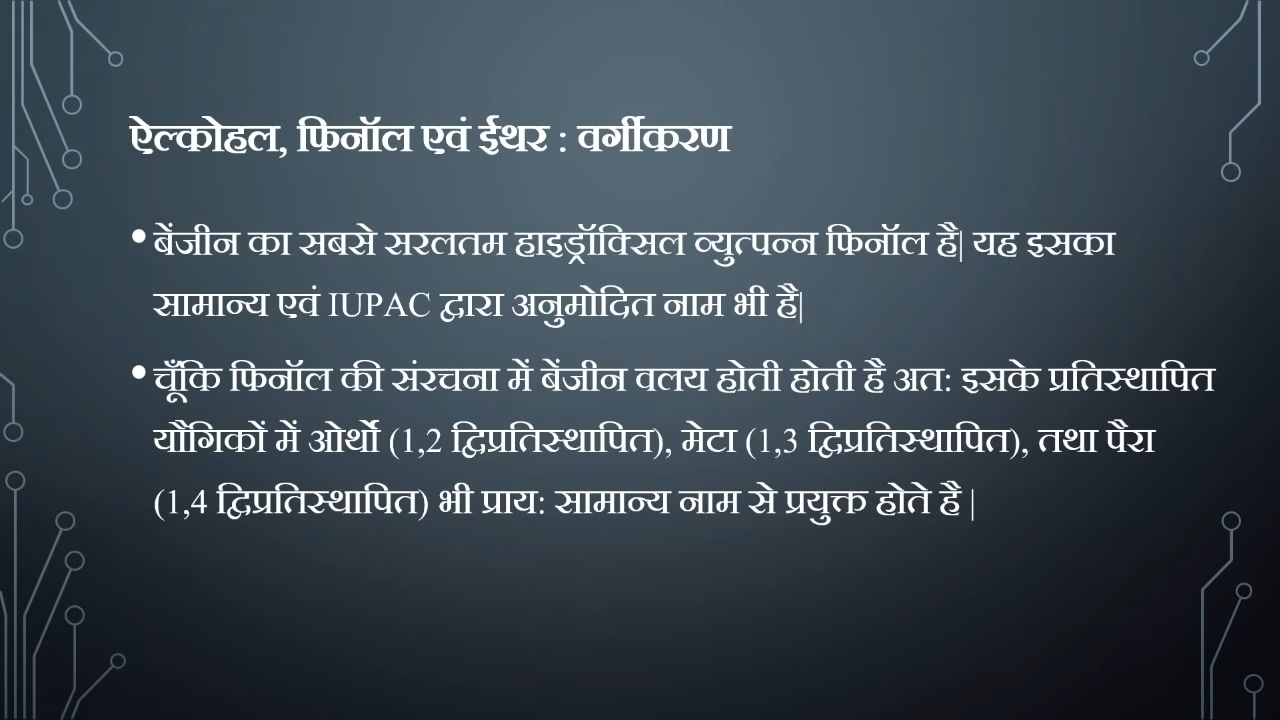 ऐल्कोहल, फिनॉल एवं ईथर : वर्गीकरण
• बेंजीन का सबसे सरलतम हाइड्रॉक्सिल व्युत्पन्न फिनॉल है| यह इसका
सामान्य एवं IUPAC द्वारा अनुमोदित नाम भी है|
• चूँकि फिनॉल की संरचना में बेंजीन वलय होती होती है अत: इसके प्रतिस्थापित
यौगिकों में ओर्थो (1,2 द्विप्रतिस्थापित), मेटा (1,3 द्विप्रतिस्थापित), तथा पैरा
(1,4 द्विप्रतिस्थापित) भी प्राय: सामान्य नाम से प्रयुक्त होते है |